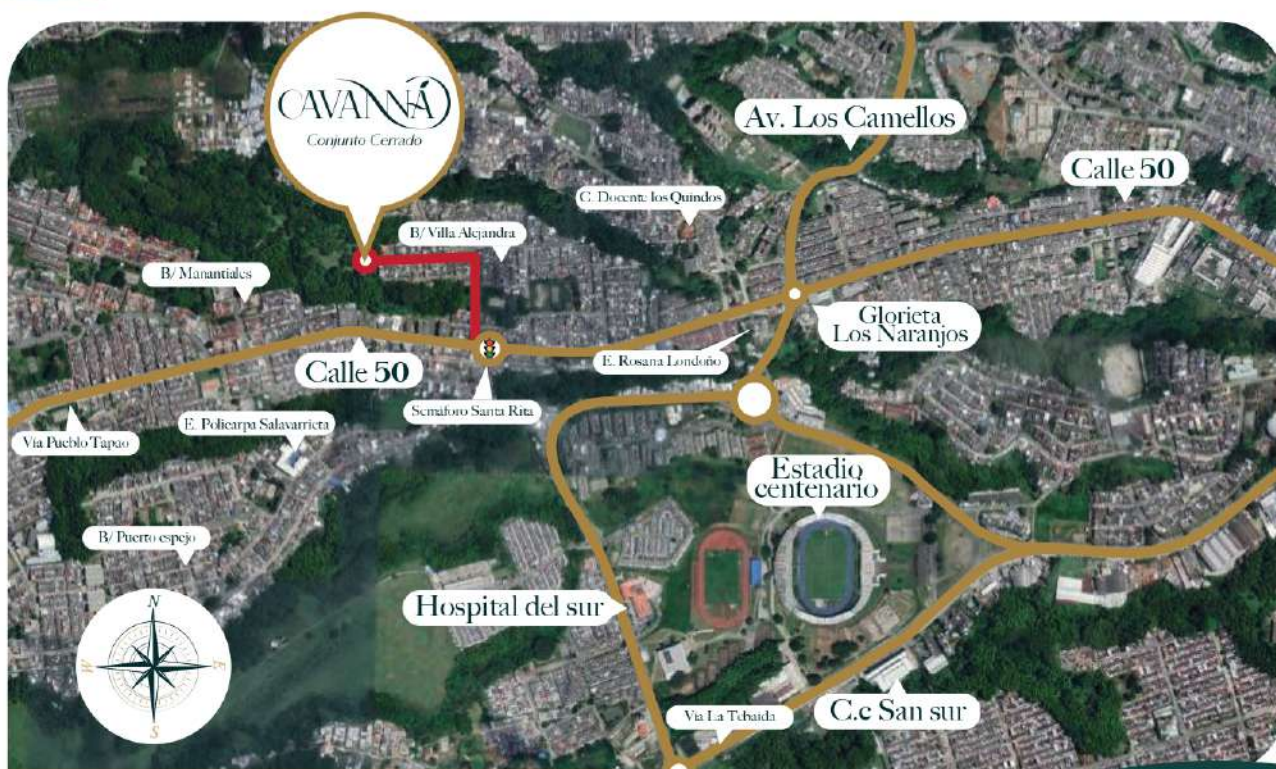 CAVANNÁ
Conjunto Cerrado
Av. Los Camellos
Calle 50
C. Docente los Quindos
B/ Villa Alejandra
B/ Manantiales
Glorieta
Los Naranjos
E. Rosana Londoño
Calle 50
Semáforo Santa Rita
Vía Pueblo Tapao
E. Policarpa Salavarrieta
Estadio
centenário
B/ Puerto espejo
Hospital del sur
N
W
E
S
Vía La Tebaida
C.c San sur